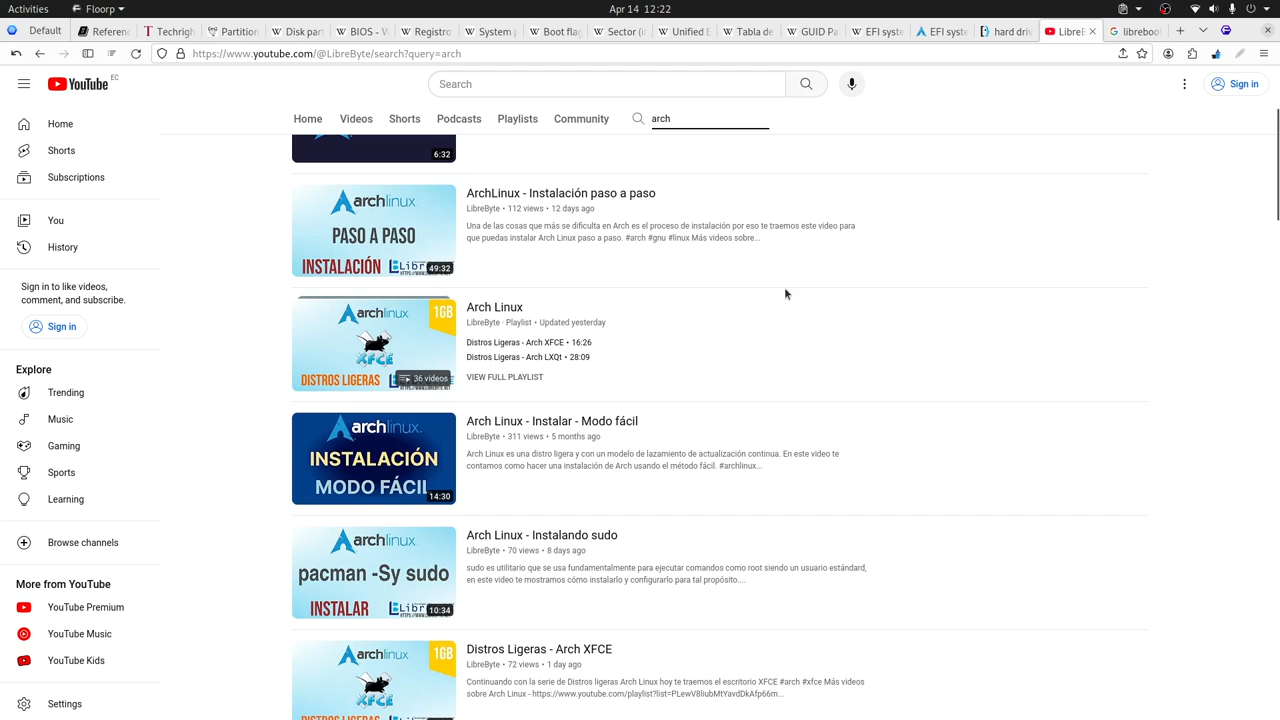 Activities
Floorp
Apr 14 12:22
Default
Referenc
Techrigh
Partition
Disk part
BIOS - W
Registro
System p
Boot flag
Sector (i
Unified E
Tabla de
GUID Pa
EFI syste
EFI syste
hard driv
LibreB
libreboo
https://www.youtube.com/@LibreByte/search?query=arch
YouTube EC
Search
Sign in
Home
Videos
Shorts
Podcasts
Playlists
Community
arch
Home
Shorts
Subscriptions
You
History
Sign in to like videos,
comment, and subscribe.
Sign in
Explore
Trending
Music
Gaming
Sports
Learning
Browse channels
More from YouTube
YouTube Premium
YouTube Music
YouTube Kids
Settings
6:32
archlinux
PASO A PASO
INSTALACIÓN
49:32
ArchLinux - Instalación paso a paso
LibreByte • 112 views • 12 days ago
Una de las cosas que más se dificulta en Arch es el proceso de instalación por eso te traemos este video para
que puedas instalar Arch Linux paso a paso. #arch #gnu #linux Más videos sobre...
archlinux
1GB
XFCE
DISTROS LIGERAS
36 videos
Arch Linux
LibreByte · Playlist • Updated yesterday
Distros Ligeras - Arch XFCE • 16:26
Distros Ligeras - Arch LXQt • 28:09
VIEW FULL PLAYLIST
archlinux
INSTALACIÓN
MODO FÁCIL
14:30
Arch Linux - Instalar - Modo fácil
LibreByte • 311 views • 5 months ago
Arch Linux es una distro ligera y con un modelo de lazamiento de actualización continua. En este video te
contamos como hacer una instalación de Arch usando el método fácil. #archlinux...
archlinux
pacman -Sy sudo
INSTALAR
10:34
Arch Linux - Instalando sudo
LibreByte • 70 views • 8 days ago
sudo es utilitario que se usa fundamentalmente para ejecutar comandos como root siendo un usuario estándard,
en este video te mostramos cómo instalarlo y configurarlo para tal propósito....
archlinux
1GB
XFCE
DISTROS LIGERAS
Distros Ligeras - Arch XFCE
LibreByte • 72 views • 1 day ago
Continuando con la serie de Distros ligeras Arch Linux hoy te traemos el escritorio XFCE #arch #xfce Más videos
sobre Arch Linux - https://www.youtube.com/playlist?list=PLewV8liubMtYavdDkAfp66m...